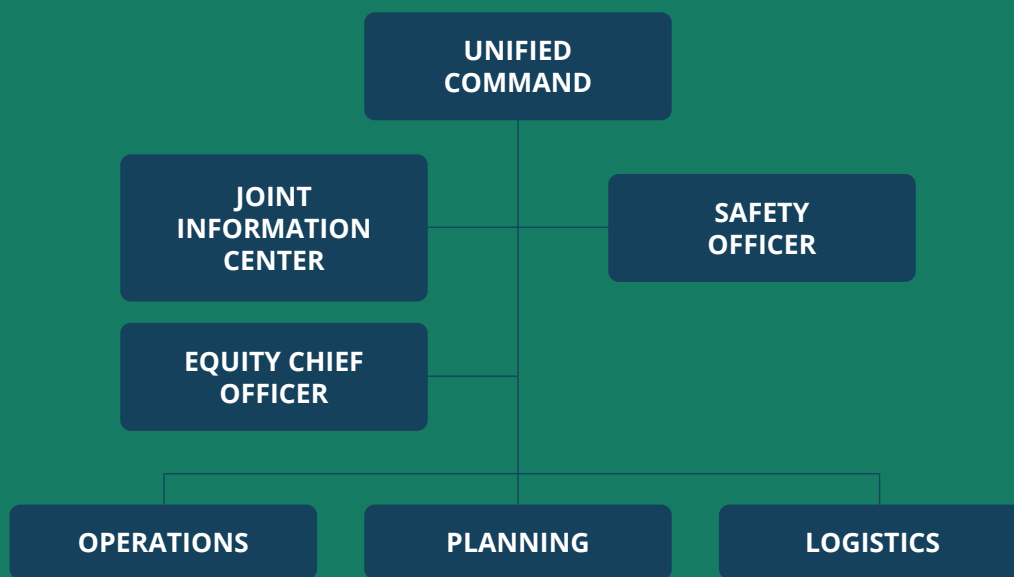 UNIFIED
COMMAND
JOINT
INFORMATION
CENTER
SAFETY
OFFICER
EQUITY CHIEF
OFFICER
OPERATIONS
PLANNING
LOGISTICS